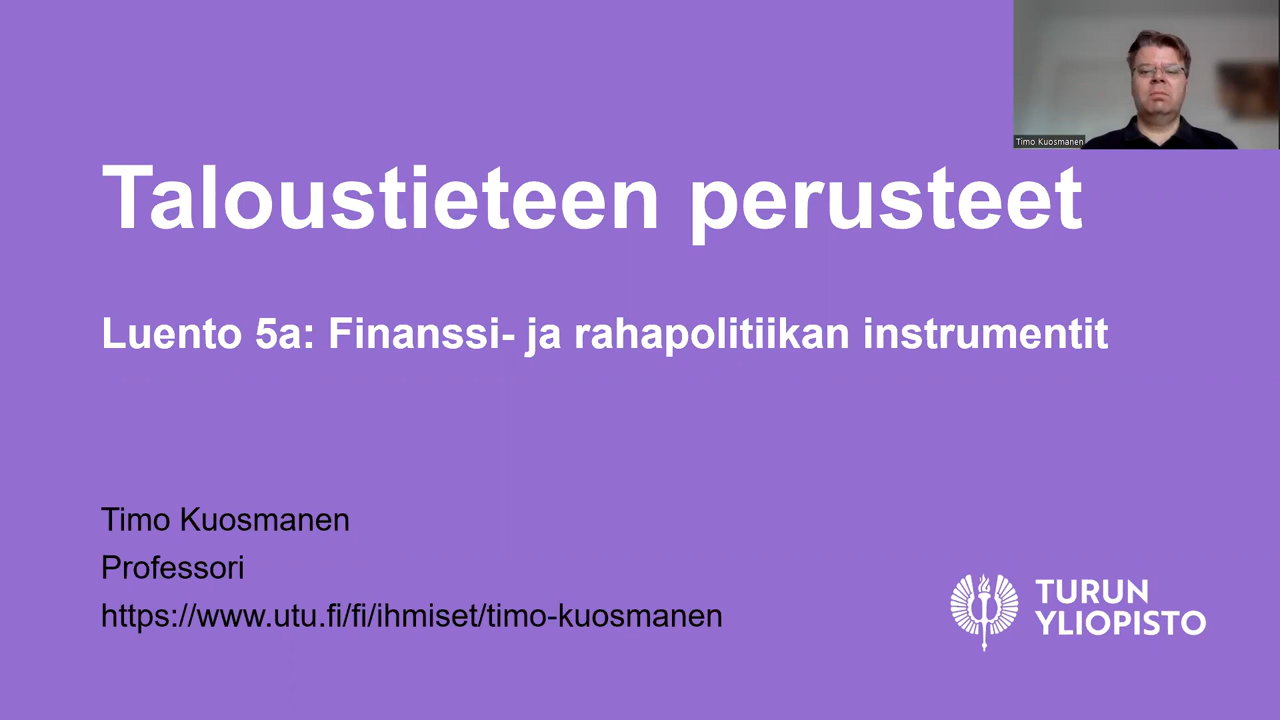 Timo Kuosmanen
Taloustieteen perusteet
Luento 5a: Finanssi- ja rahapolitiikan instrumentit
Timo Kuosmanen
Professori
https://www.utu.fi/fi/ihmiset/timo-kuosmanen
TURUN
YLIOPISTO